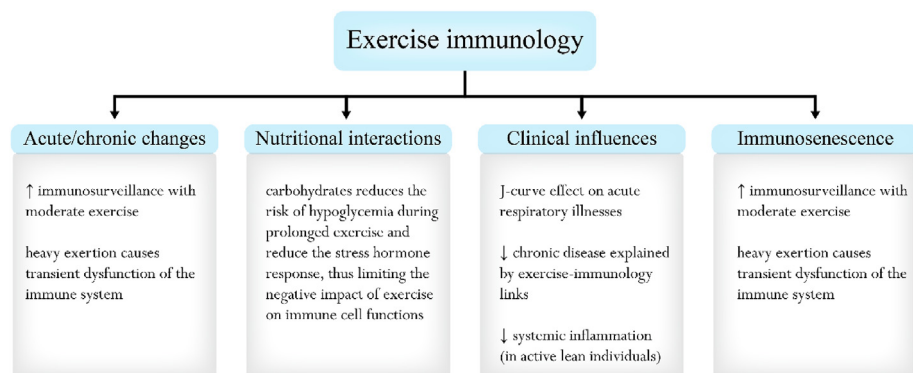 Exercise immunology
Acute/chronic changes
↑ immunosurveillance with
moderate exercise
heavy exertion causes
transient dysfunction of the
immune system
Nutritional interactions
carbohydrates reduces the
risk of hypoglycemia during
prolonged exercise and
reduce the stress hormone
response, thus limiting the
negative impact of exercise
on immune cell functions
Clinical influences
J-curve effect on acute
respiratory illnesses
↓ chronic disease explained
by exercise-immunology
links
↓ systemic inflammation
(in active lean individuals)
Immunosenescence
↑ immunosurveillance with
moderate exercise
heavy exertion causes
transient dysfunction of the
immune system